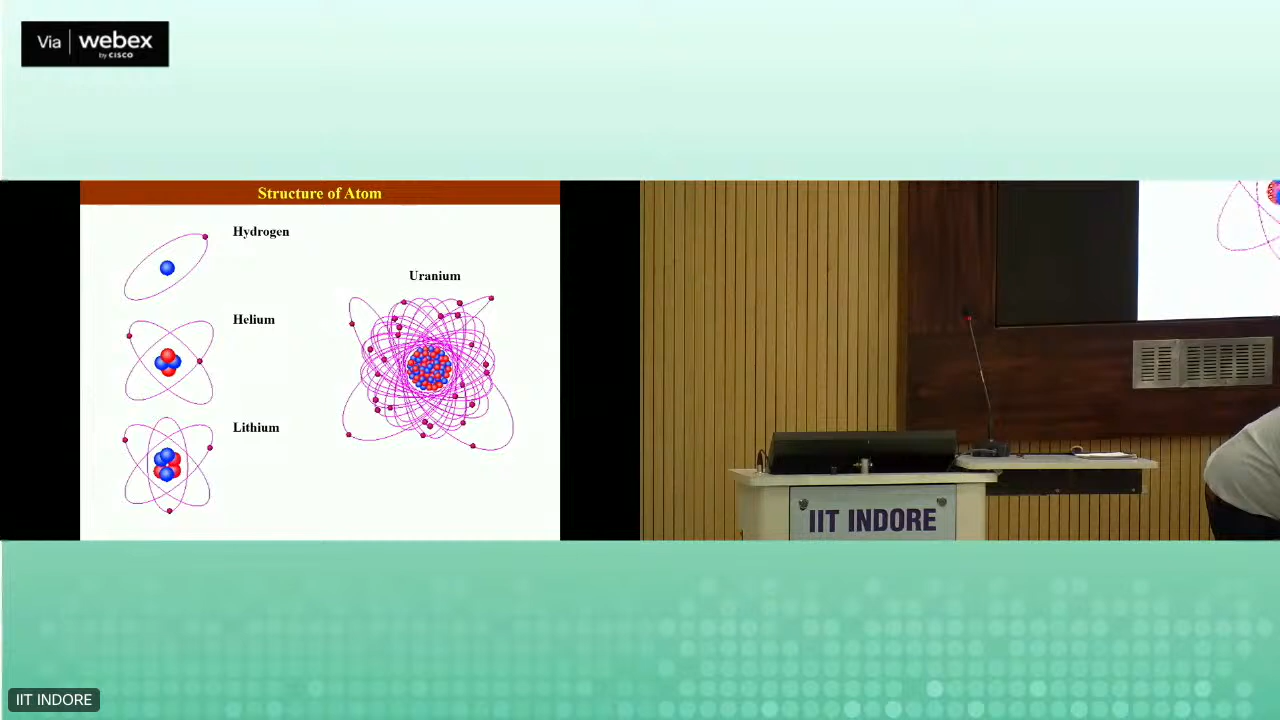 Via | webex
by CISCO
Structure of Atom
Hydrogen
Uranium
Helium
Lithium
IIT INDORE
IIT INDORE